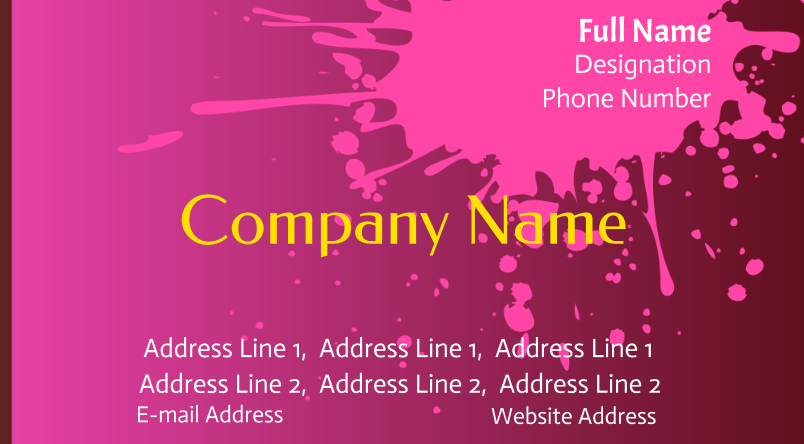 Full Name
Designation
Phone Number
Company Name
Address Line 1,  Address Line 1,  Address Line 1
Address Line 2,  Address Line 2,  Address Line 2
E-mail Address
Website Address